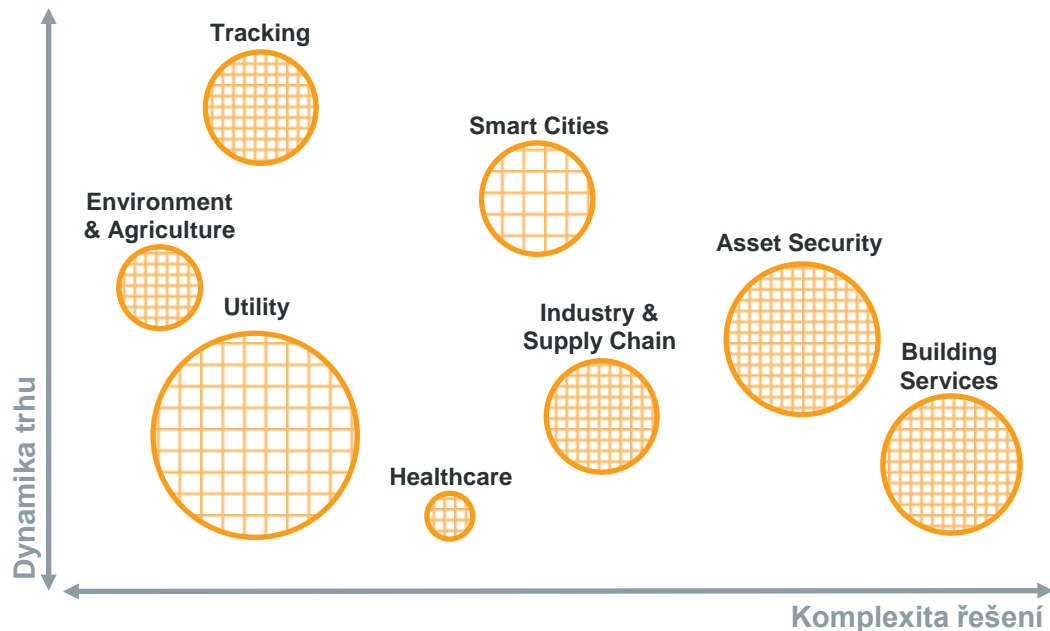 Tracking
Smart Cities
Environment
& Agriculture
Asset Security
Utility
Industry &
Supply Chain
Building
Services
Healthcare
Dynamika trhu
Komplexita řešení